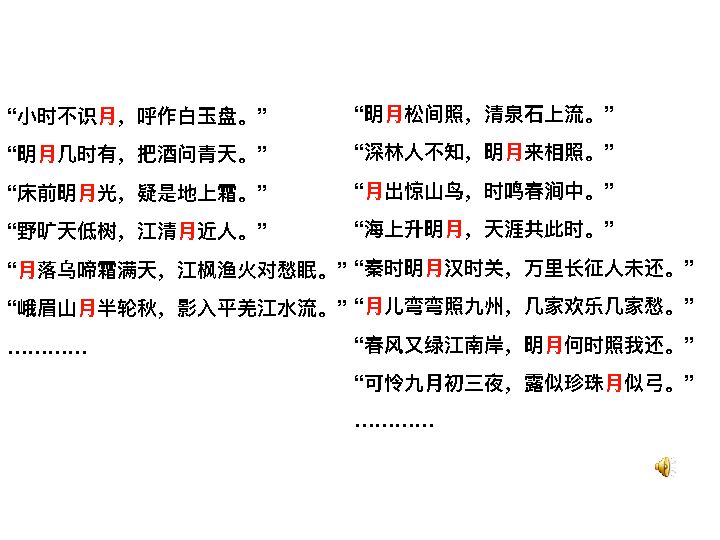 “小时不识月，呼作白玉盘。”
“明月几时有，把酒问青天。”
“床前明月光，疑是地上霜。”
“野旷天低树，江清月近人。”
“月落乌啼霜满天，江枫渔火对愁眠。”
“峨眉山月半轮秋，影入平羌江水流。”
…………
“明月松间照，清泉石上流。”
“深林人不知，明月来相照。”
“月出惊山鸟，时鸣春涧中。”
“海上升明月，天涯共此时。”
“秦时明月汉时关，万里长征人未还。”
“月儿弯弯照九州，几家欢乐几家愁。”
“春风又绿江南岸，明月何时照我还。”
“可怜九月初三夜，露似珍珠月似弓。”
…………